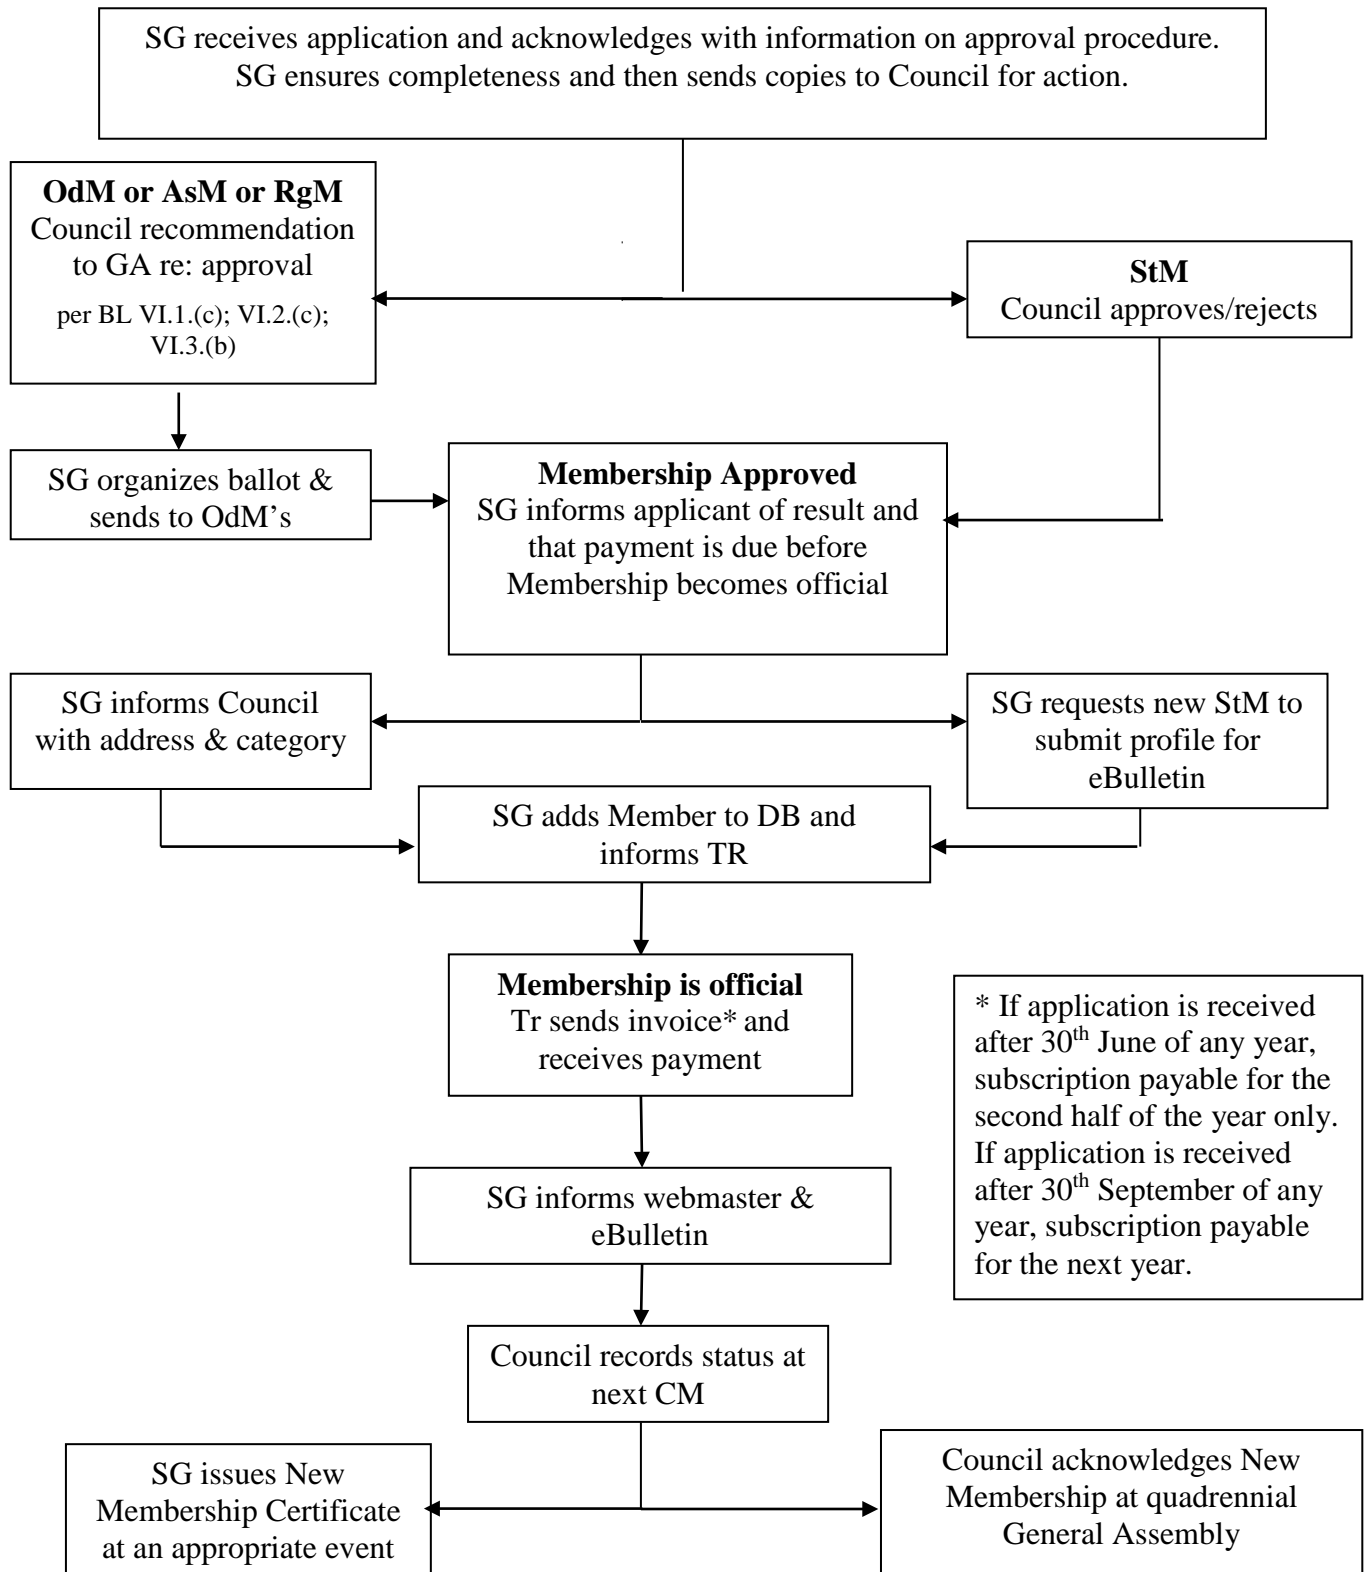 SG receives application and acknowledges with information on approval procedure.
SG ensures completeness and then sends copies to Council for action.
OdM or AsM or RgM
Council recommendation
to GA re: approval
per BL VI.1.(c); VI.2.(c);
VI.3.(b)
StM
Council approves/rejects
SG organizes ballot &
sends to OdM’s
Membership Approved
SG informs applicant of result and
that payment is due before
Membership becomes official
SG informs Council
with address & category
SG requests new StM to
submit profile for
eBulletin
SG adds Member to DB and
informs TR
Membership is official
Tr sends invoice* and
receives payment
* If application is received
after 30th June of any year,
subscription payable for the
second half of the year only.
If application is received
after 30th September of any
year, subscription payable
for the next year.
SG informs webmaster &
eBulletin
Council records status at
next CM
SG issues New
Membership Certificate
at an appropriate event
Council acknowledges New
Membership at quadrennial
General Assembly